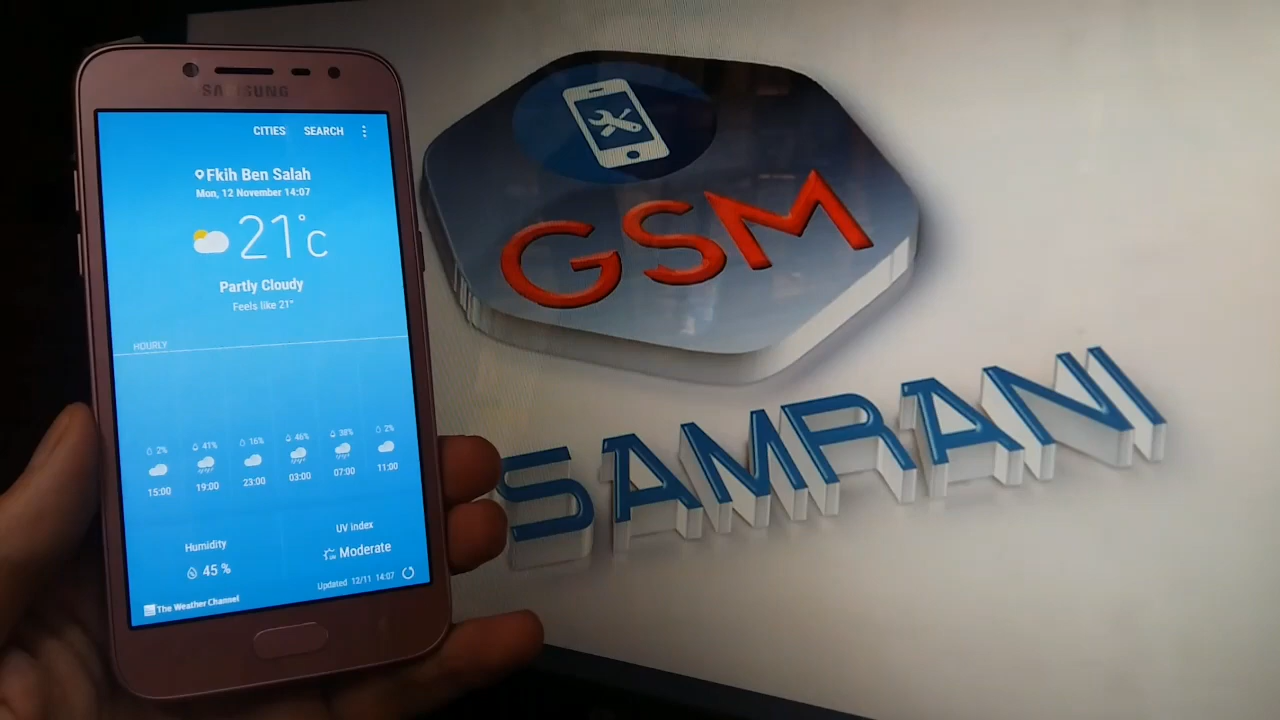 SAMSUNG
CITIES SEARCH
Fkih Ben Salah
Mon, 12 November 14:07
21°c
Partly Cloudy
Feels like 21°
HOURLY
2% 41% 16% 46% 38% 2%
15:00 19:00 23:00 03:00 07:00 11:00
Humidity
45 %
UV index
Moderate
Updated 12/11 14:07
The Weather Channel
GSM
SAMRANI